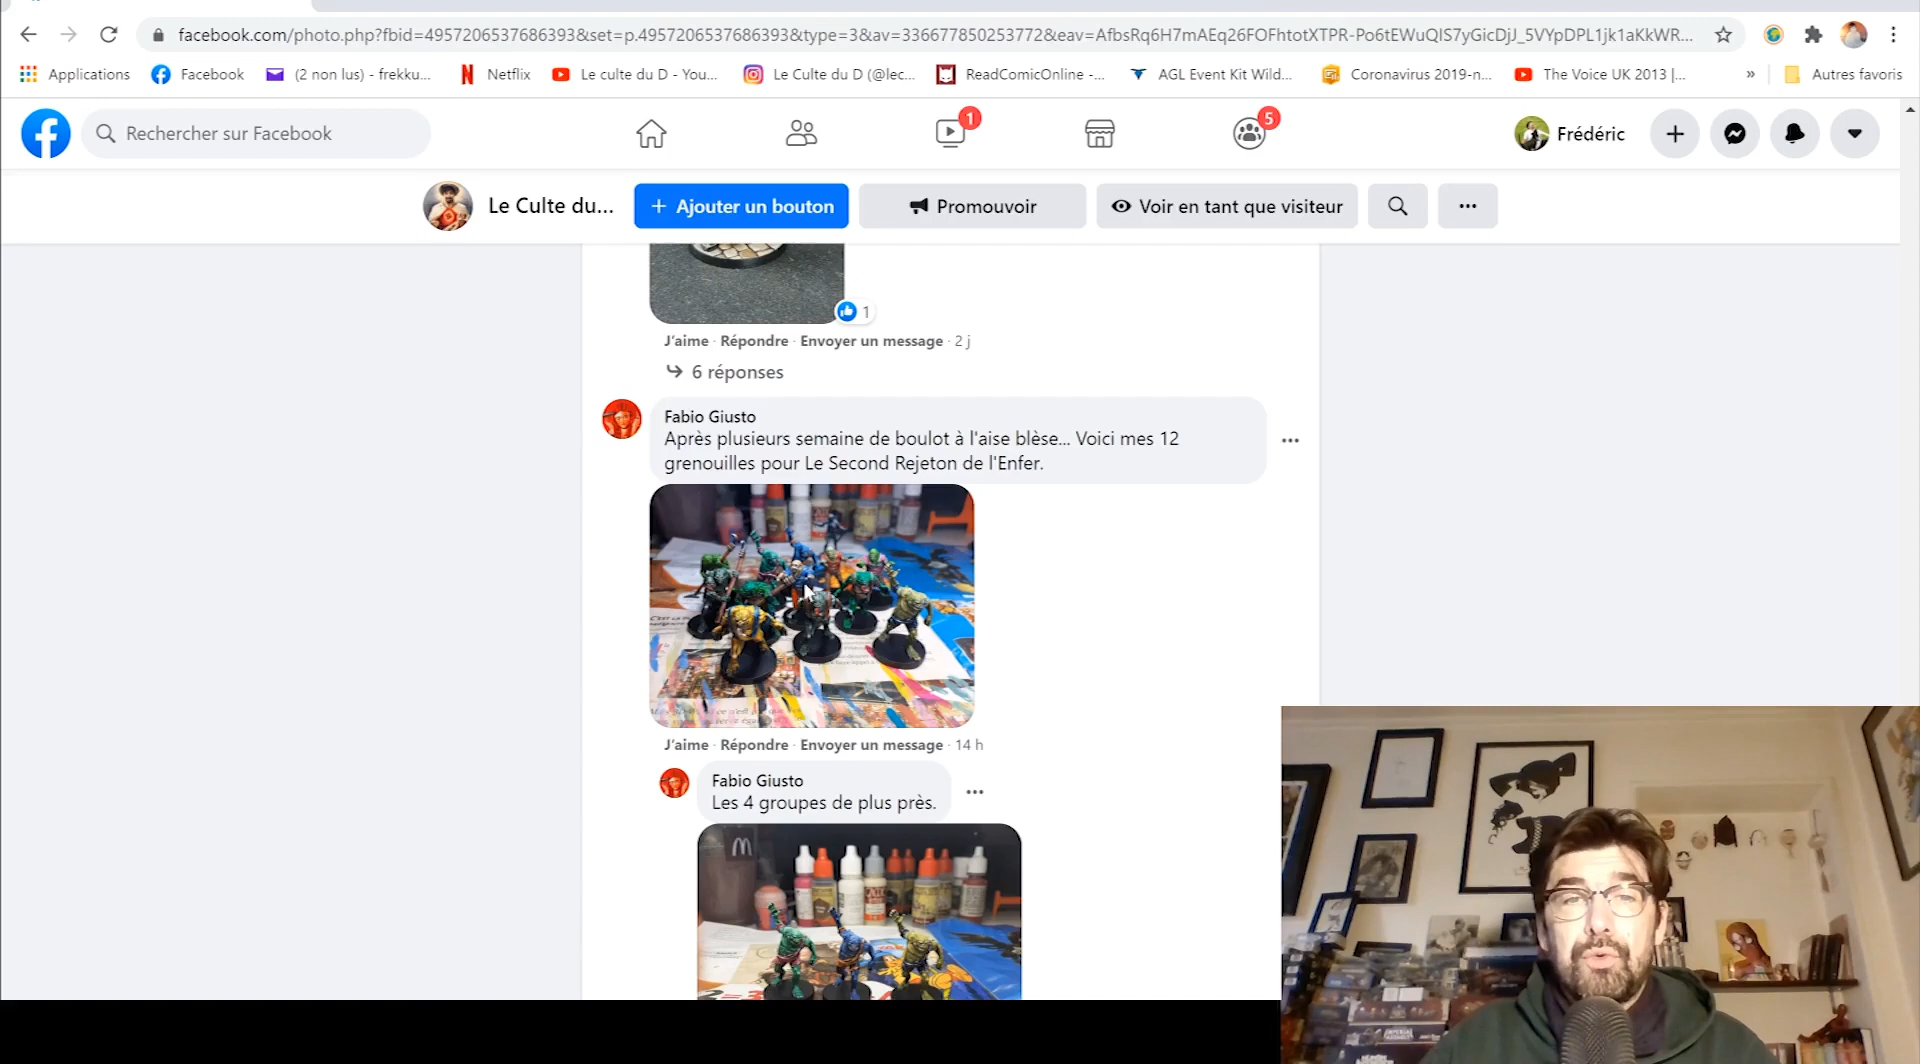 facebook.com/photo.php?fbid=4957206537686393&set=p.4957206537686393&type=3&av=336677850253772&eav=AfbsRq6H7mAEq26FOFhtotXTPR-Po6tEWuQIS7yGicDjJ_5VYpDPL1jk1aKkWR...
Applications Facebook (2 non lus) - frekku... Netflix Le culte du D - You... Le Culte du D (@lec... ReadComicOnline -... AGL Event Kit Wild... Coronavirus 2019-n... The Voice UK 2013 |... » Autres favoris
Rechercher sur Facebook 1 5 Frédéric
Le Culte du... + Ajouter un bouton Promouvoir Voir en tant que visiteur ...
1
J'aime · Répondre · Envoyer un message · 2 j
6 réponses
Fabio Giusto
Après plusieurs semaine de boulot à l'aise blèse... Voici mes 12
grenouilles pour Le Second Rejeton de l'Enfer.
J'aime · Répondre · Envoyer un message · 14 h
Fabio Giusto
Les 4 groupes de plus près.